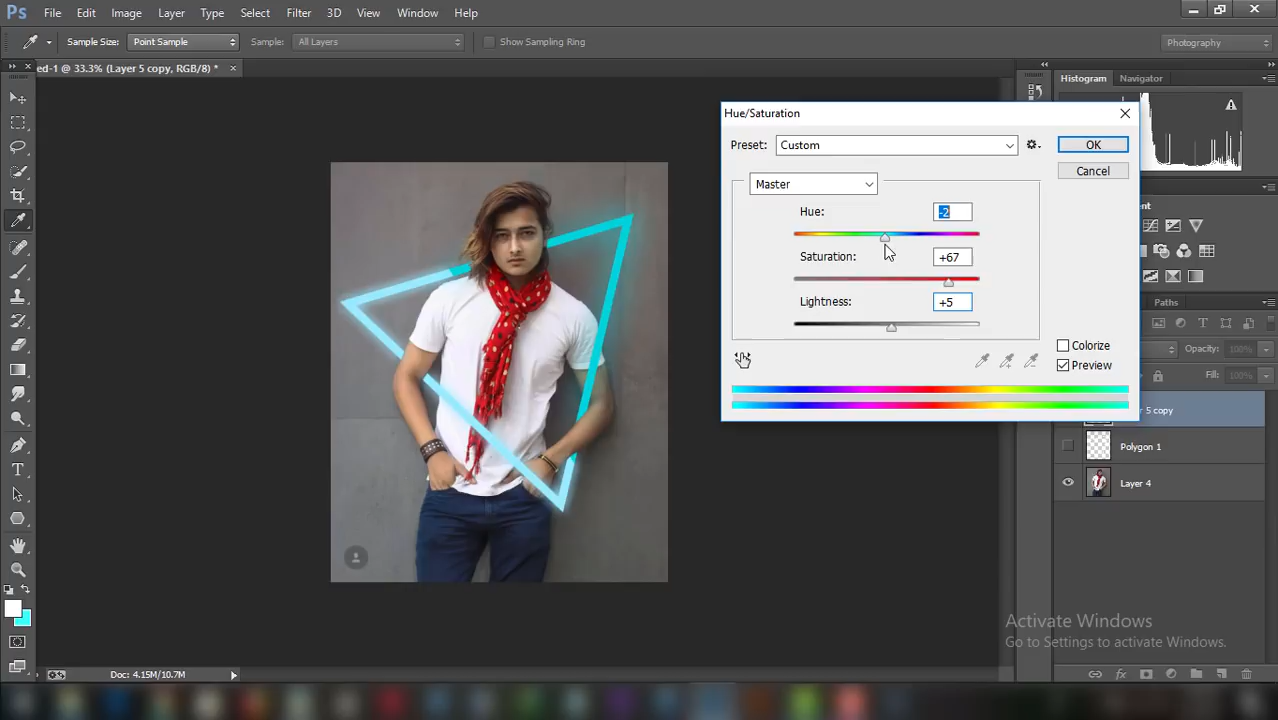 Ps File Edit Image Layer Type Select Filter 3D View Window Help
Sample Size: Point Sample Sample: All Layers Show Sampling Ring Photography
ed-1 @ 33.3% (Layer 5 copy, RGB/8) * ×
Histogram Navigator
Hue/Saturation
Preset: Custom OK
Cancel
Master
Hue: -2
Saturation: +67
Lightness: +5
Colorize
Preview
Paths
Opacity: 100%
Fill: 100%
5 copy
Polygon 1
Layer 4
Activate Windows
Go to Settings to activate Windows.
Doc: 4.15M/10.7M